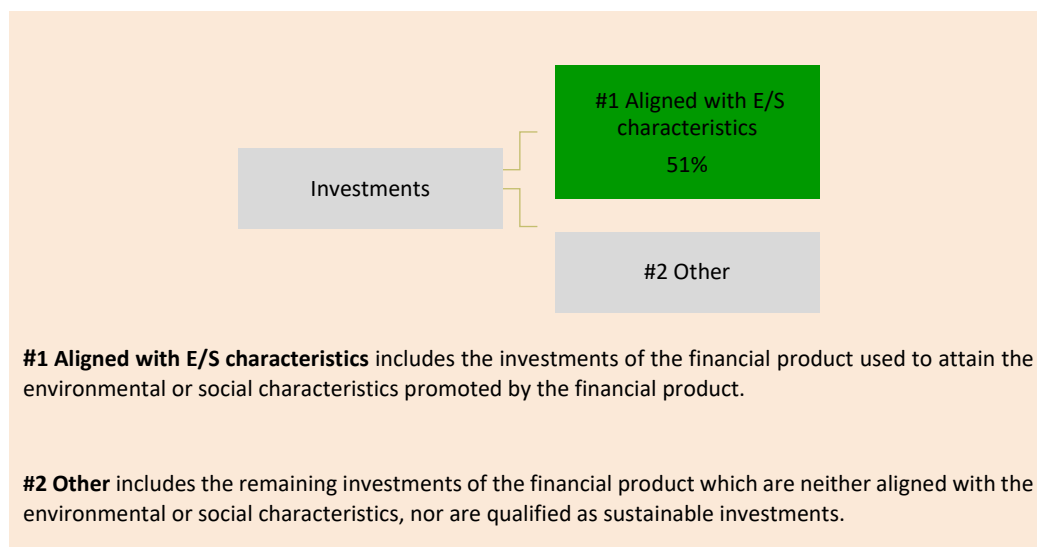 #1 Aligned with E/S
characteristics
51%
Investments
#2 Other
#1 Aligned with E/S characteristics includes the investments of the financial product used to attain the
environmental or social characteristics promoted by the financial product.
#2 Other includes the remaining investments of the financial product which are neither aligned with the
environmental or social characteristics, nor are qualified as sustainable investments.